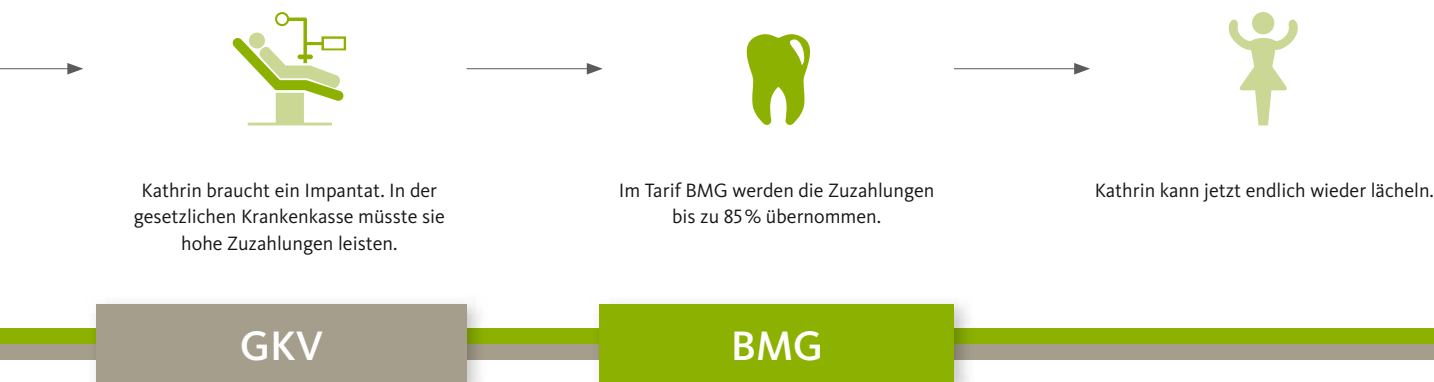 Kathrin braucht ein Impantat. In der
gesetzlichen Krankenkasse müsste sie
hohe Zuzahlungen leisten.
Im Tarif BMG werden die Zuzahlungen
bis zu 85 % übernommen.
Kathrin kann jetzt endlich wieder lächeln.
GKV
BMG